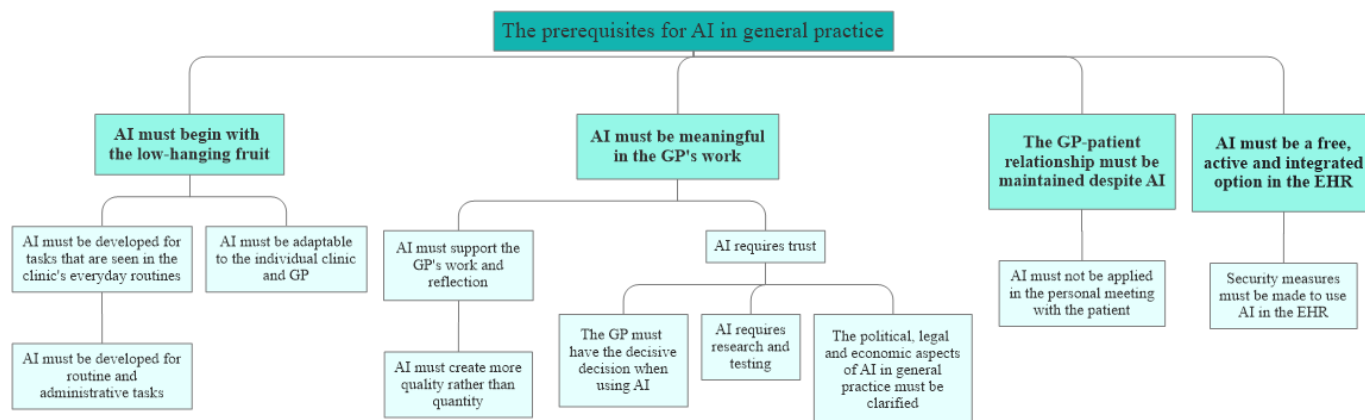 The prerequisites for AI in general practice
AI must begin with
the low-hanging fruit
AI must be meaningful
in the GP's work
The GP-patient
relationship must be
maintained despite AI
AI must be a free,
active and integrated
option in the EHR
AI must be developed for
tasks that are seen in the
clinic's everyday routines
AI must be adaptable
to the individual clinic
and GP
AI must support the
GP's work and
reflection
AI requires trust
AI must not be applied
in the personal meeting
with the patient
Security measures
must be made to use
AI in the EHR
AI must be developed for
routine and
administrative tasks
AI must create more
quality rather than
quantity
The GP must
have the decisive
decision when
using AI
AI requires
research and
testing
The political, legal
and economic aspects
of AI in general
practice must be
clarified